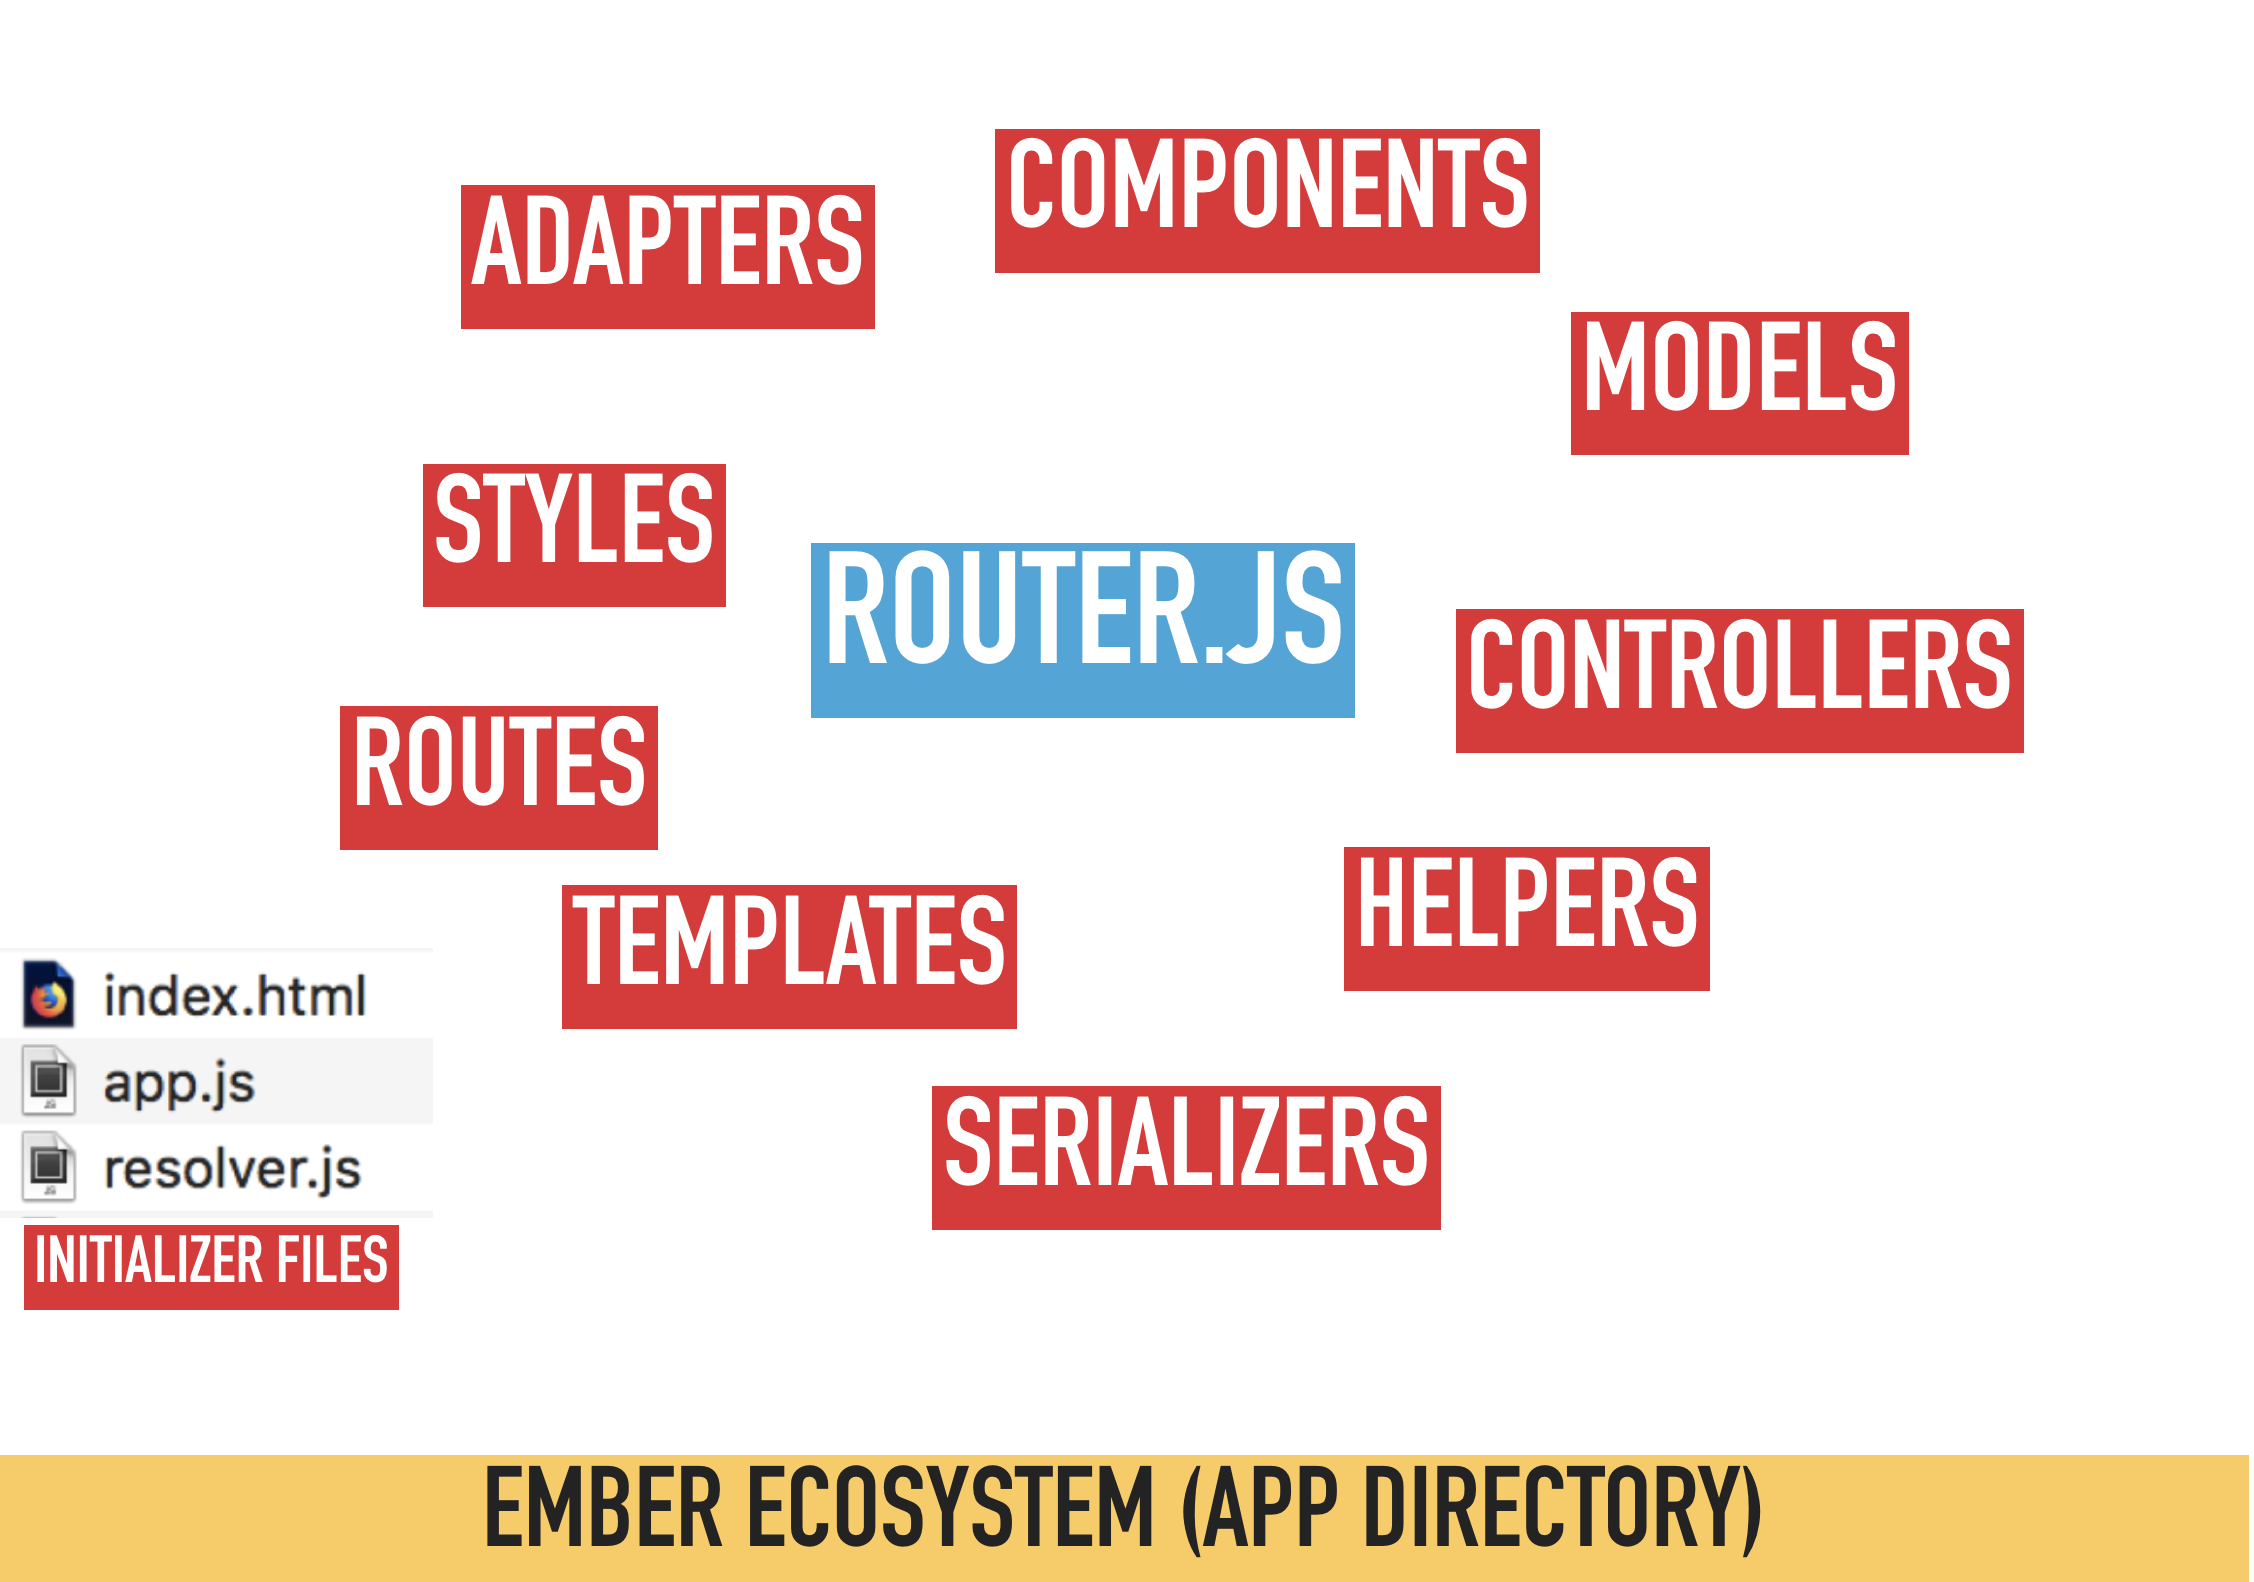 COMPONENTS
ADAPTERS
MODELS
STYLES
ROUTER.JS
CONTROLLERS
ROUTES
HELPERS
TEMPLATES
index.html
app.js
resolver.js
SERIALIZERS
INITIALIZER FILES
EMBER ECOSYSTEM (APP DIRECTORY)